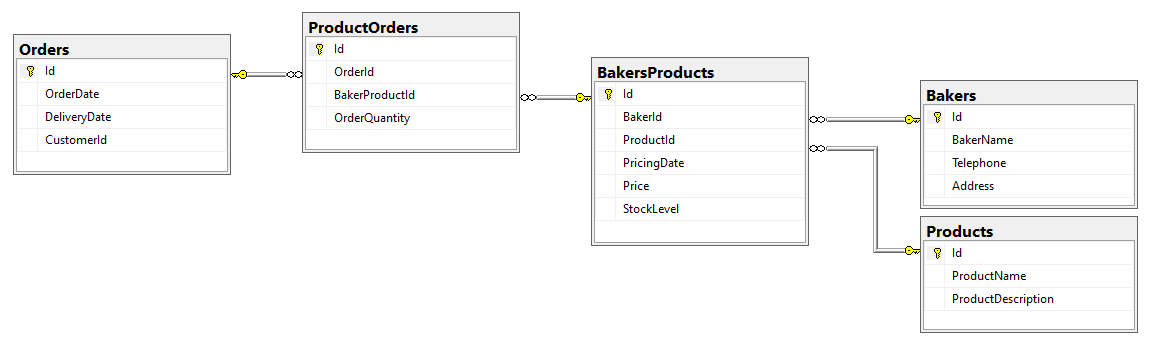 Orders
Id
OrderDate
DeliveryDate
CustomerId
ProductOrders
Id
OrderId
BakerProductId
OrderQuantity
BakersProducts
Id
BakerId
ProductId
PricingDate
Price
StockLevel
Bakers
Id
BakerName
Telephone
Address
Products
Id
ProductName
ProductDescription